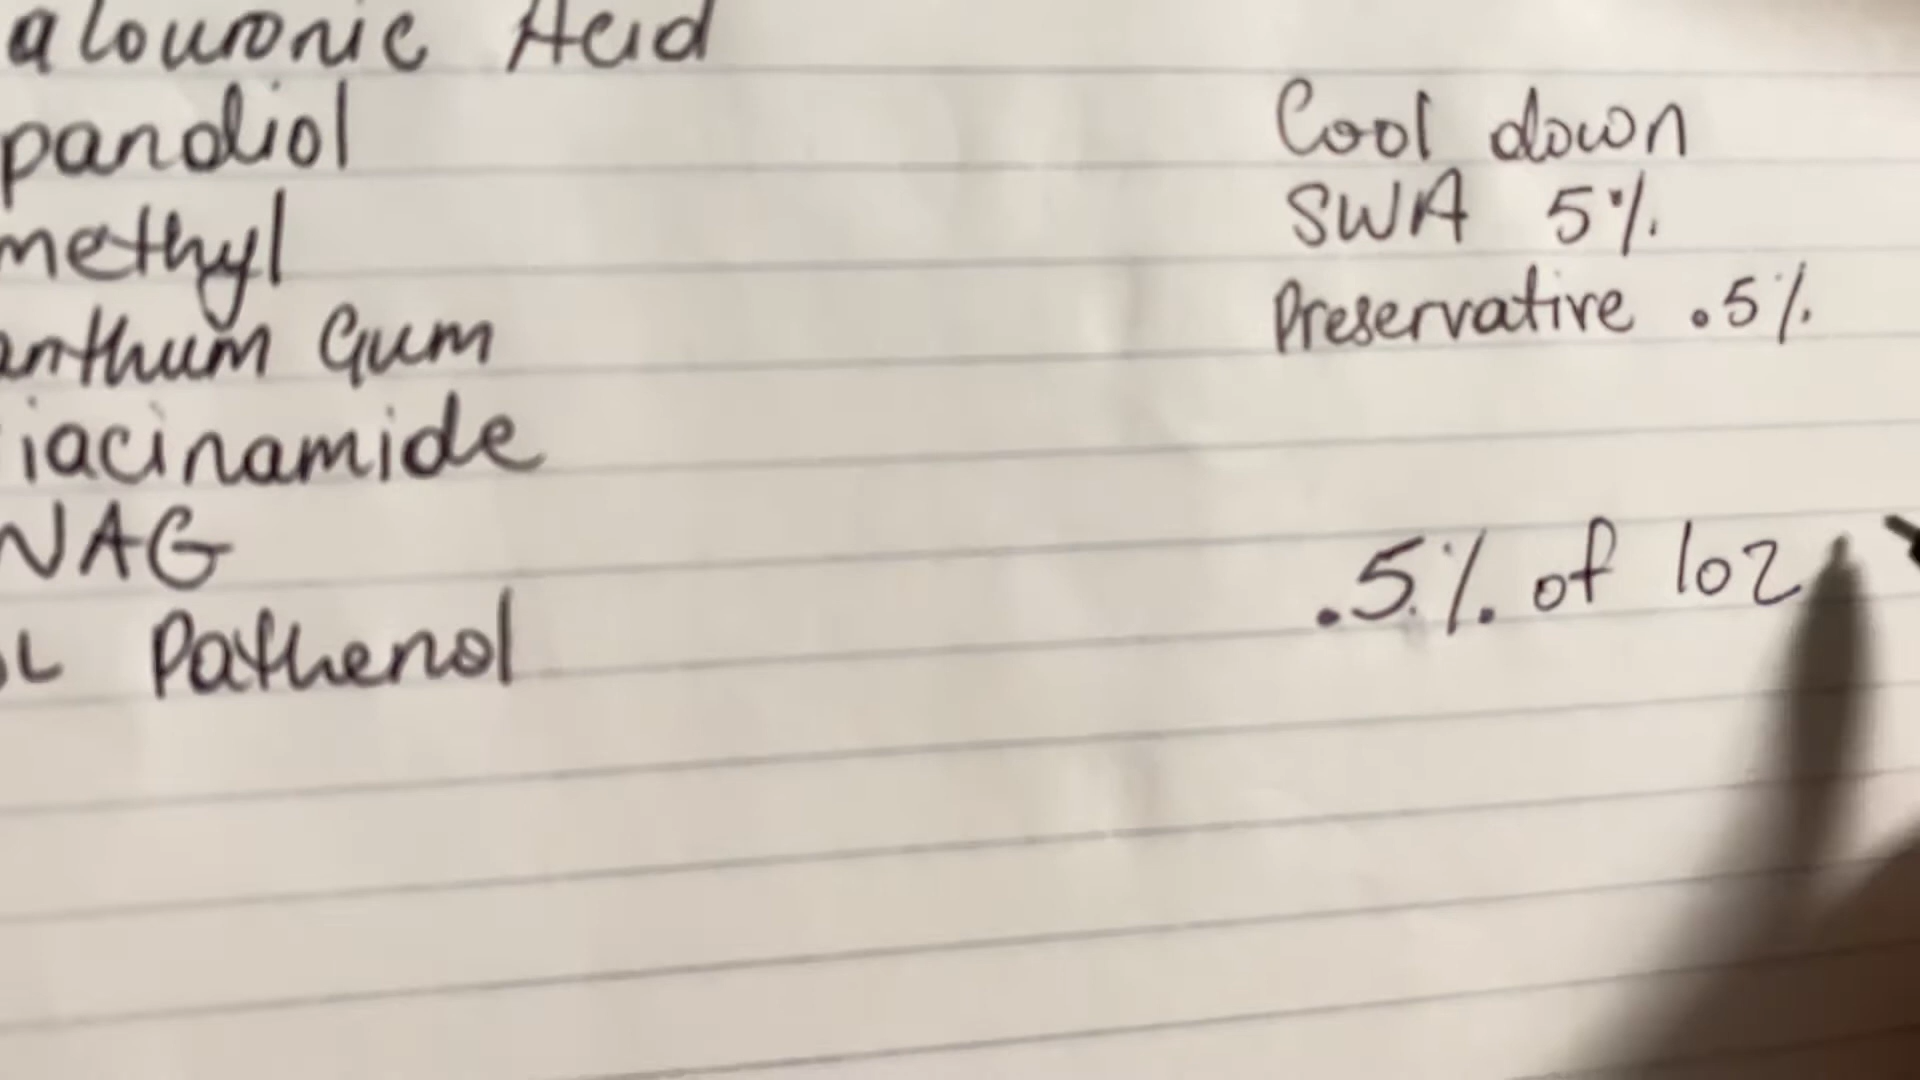 alouronic Acid
pandiol
methyl
anthum Gum
iacinamide
NAG
L Pathenol
Cool down
SWA 5%
Preservative .5%
.5% of 1oz